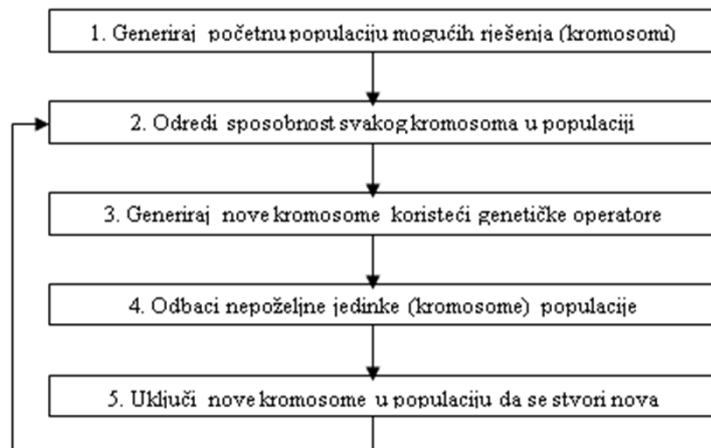 1. Generiraj početnu populaciju mogućih rješenja (kromosomi)
2. Odredi sposobnost svakog kromosoma u populaciji
3. Generiraj nove kromosome koristeći genetičke operatore
4. Odbaci nepoželjne jedinke (kromosome) populacije
5. Uključi nove kromosome u populaciju da se stvori nova